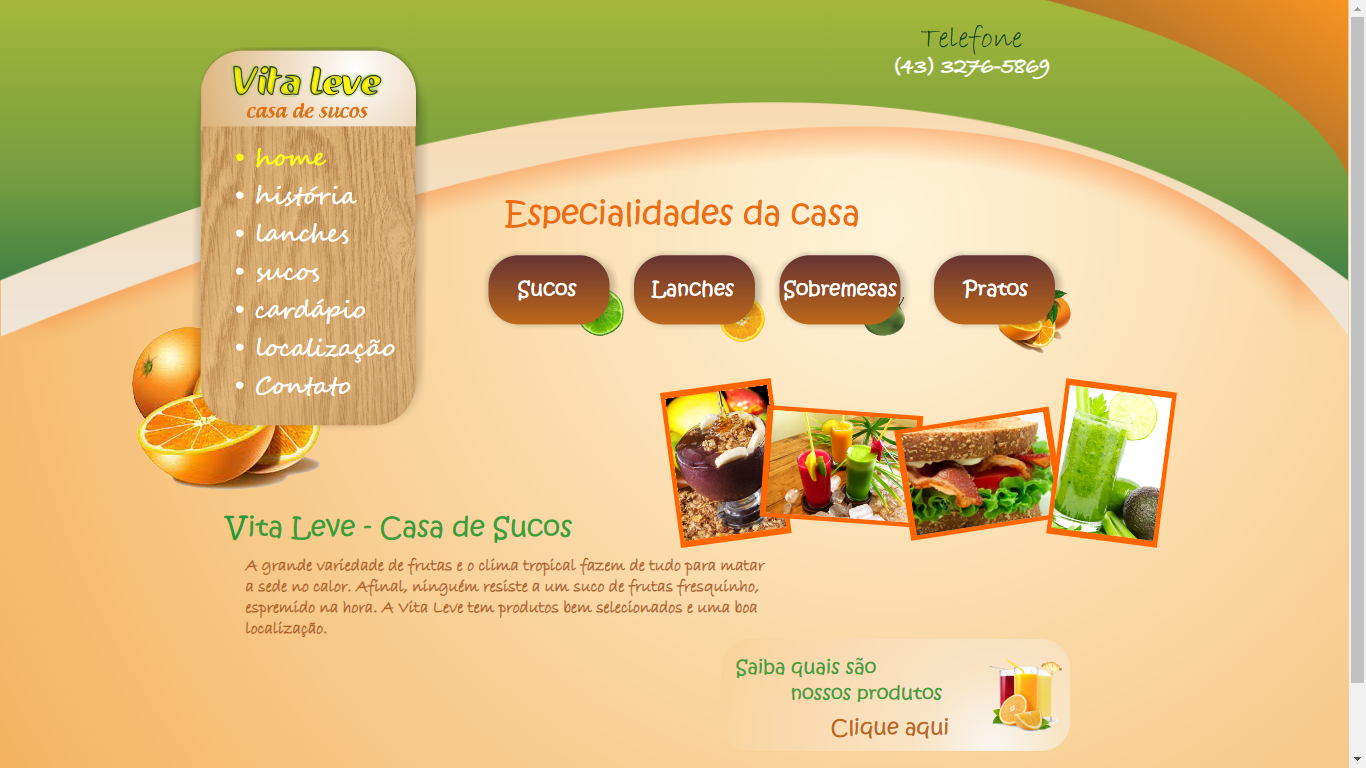 Telefone
(43) 3276-5869
Vita leve
casa de sucos
• home
• história
• lanches
• sucos
• cardápio
• localização
• Contato
Especialidades da casa
Sucos
Lanches
Sobremesas
Pratos
Vita Leve - Casa de Sucos
A grande variedade de frutas e o clima tropical fazem de tudo para matar
a sede no calor. Afinal, ninguém resiste a um suco de frutas fresquinho,
espremido na hora. A Vita Leve tem produtos bem selecionados e uma boa
localização.
Saiba quais são
nossos produtos
Clique aqui